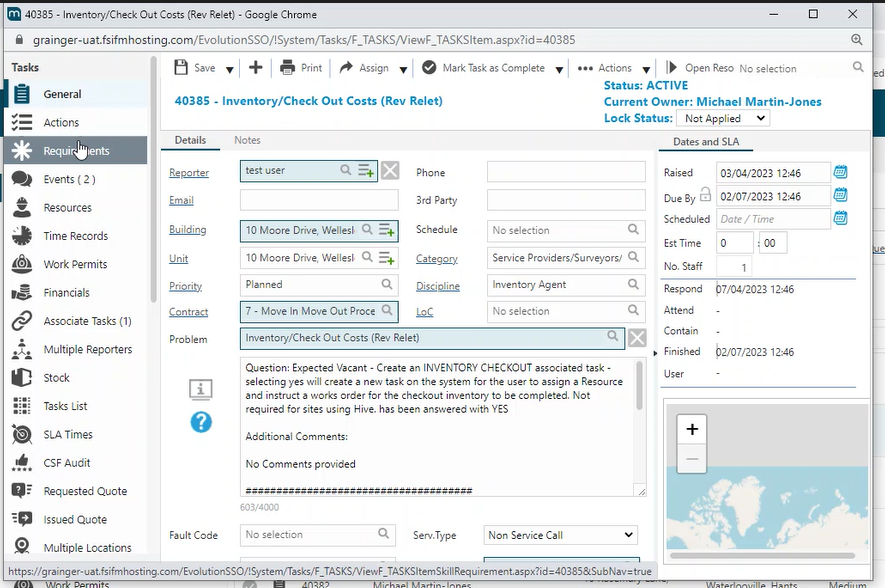 40385 - Inventory/Check Out Costs (Rev Relet) - Google Chrome
grainger-uat.fsifmhosting.com/EvolutionSSO/!System/Tasks/F_TASKS/ViewF_TASKSItem.aspx?id=40385
Tasks
General
Actions
Events ( 2 )
Resources
Time Records
Work Permits
Financials
Associate Tasks (1)
Multiple Reporters
Stock
Tasks List
SLA Times
CSF Audit
Requested Quote
Issued Quote
Multiple Locations
Save
Print
Assign
Mark Task as Complete
Actions
Open Reso
No selection
40385 - Inventory/Check Out Costs (Rev Relet)
Status: ACTIVE
Current Owner: Michael Martin-Jones
Lock Status: Not Applied
Details Notes
Reporter test user
Email
Building 10 Moore Drive, Wellesl
Unit 10 Moore Drive, Wellesl
Priority Planned
Contract 7 - Move In Move Out Proce
Problem Inventory/Check Out Costs (Rev Relet)
Phone
3rd Party
Schedule No selection
Category Service Providers/Surveyors/
Discipline Inventory Agent
LoC No selection
Question: Expected Vacant - Create an INVENTORY CHECKOUT associated task -
selecting yes will create a new task on the system for the user to assign a Resource
and instruct a works order for the checkout inventory to be completed. Not
required for sites using Hive. has been answered with YES
Additional Comments:
No Comments provided
####################################
603/4000
Fault Code No selection
Serv.Type Non Service Call
Dates and SLA
Raised 03/04/2023 12:46
Due By 02/07/2023 12:46
Scheduled Date / Time
Est Time 0 : 00
No. Staff 1
Respond 07/04/2023 12:46
Attend -
Contain -
Finished 02/07/2023 12:46
User -
+
−
https://grainger-uat.fsifmhosting.com/EvolutionSSO/!System/Tasks/F_TASKS/ViewF_TASKSItemSkillRequirement.aspx?id=40385&SubNav=true